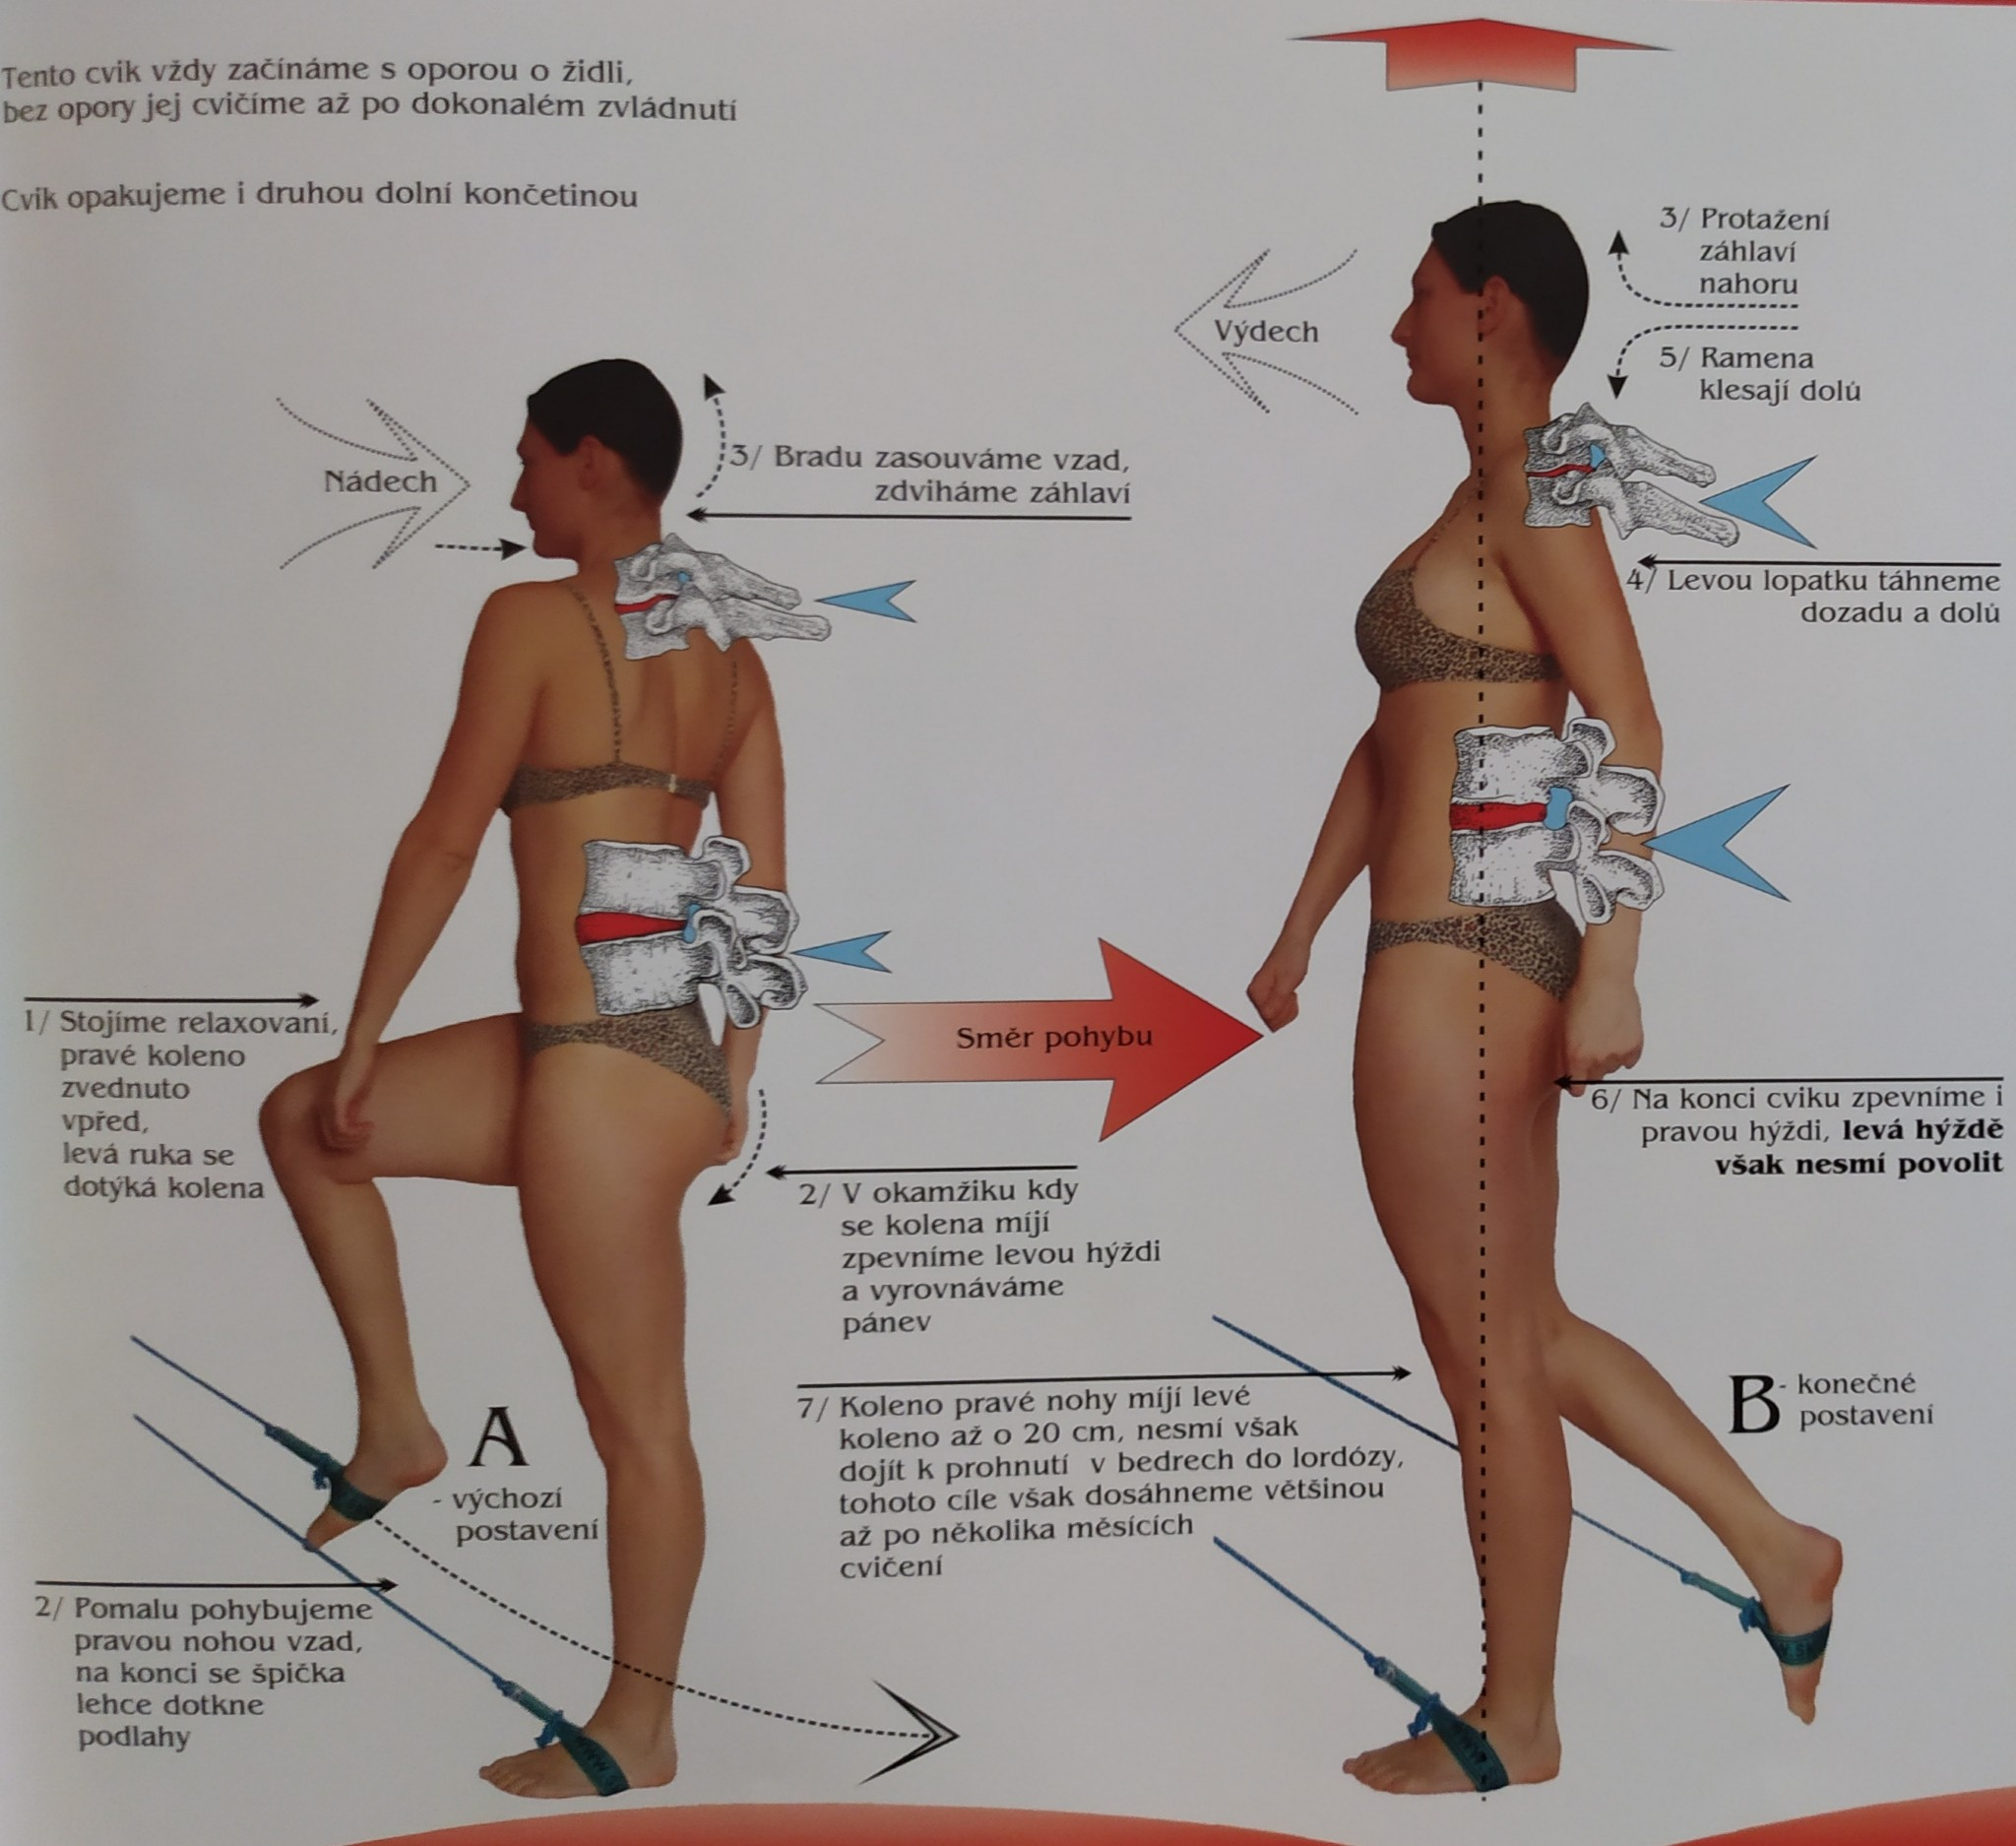 Tento cvik vždy začínáme s oporou o židli,
bez opory jej cvičíme až po dokonalém zvládnutí
Cvik opakujeme i druhou dolní končetinou
Nádech
3/ Bradu zasouváme vzad,
zdviháme záhlaví
1/ Stojíme relaxovaní,
pravé koleno
zvednuto
vpřed,
levá ruka se
dotýká kolena
2/ V okamžiku kdy
se kolena míjí
zpevníme levou hýždi
a vyrovnáváme
pánev
A
- výchozí
postavení
2/ Pomalu pohybujeme
pravou nohou vzad,
na konci se špička
lehce dotkne
podlahy
Směr pohybu
Výdech
3/ Protažení
záhlaví
nahoru
5/ Ramena
klesají dolů
4/ Levou lopatku táhneme
dozadu a dolů
6/ Na konci cviku zpevníme i
pravou hýždi, levá hýždě
však nesmí povolit
7/ Koleno pravé nohy míjí levé
koleno až o 20 cm, nesmí však
dojít k prohnutí v bedrech do lordózy,
tohoto cíle však dosáhneme většinou
až po několika měsících
cvičení
B - konečné
postavení